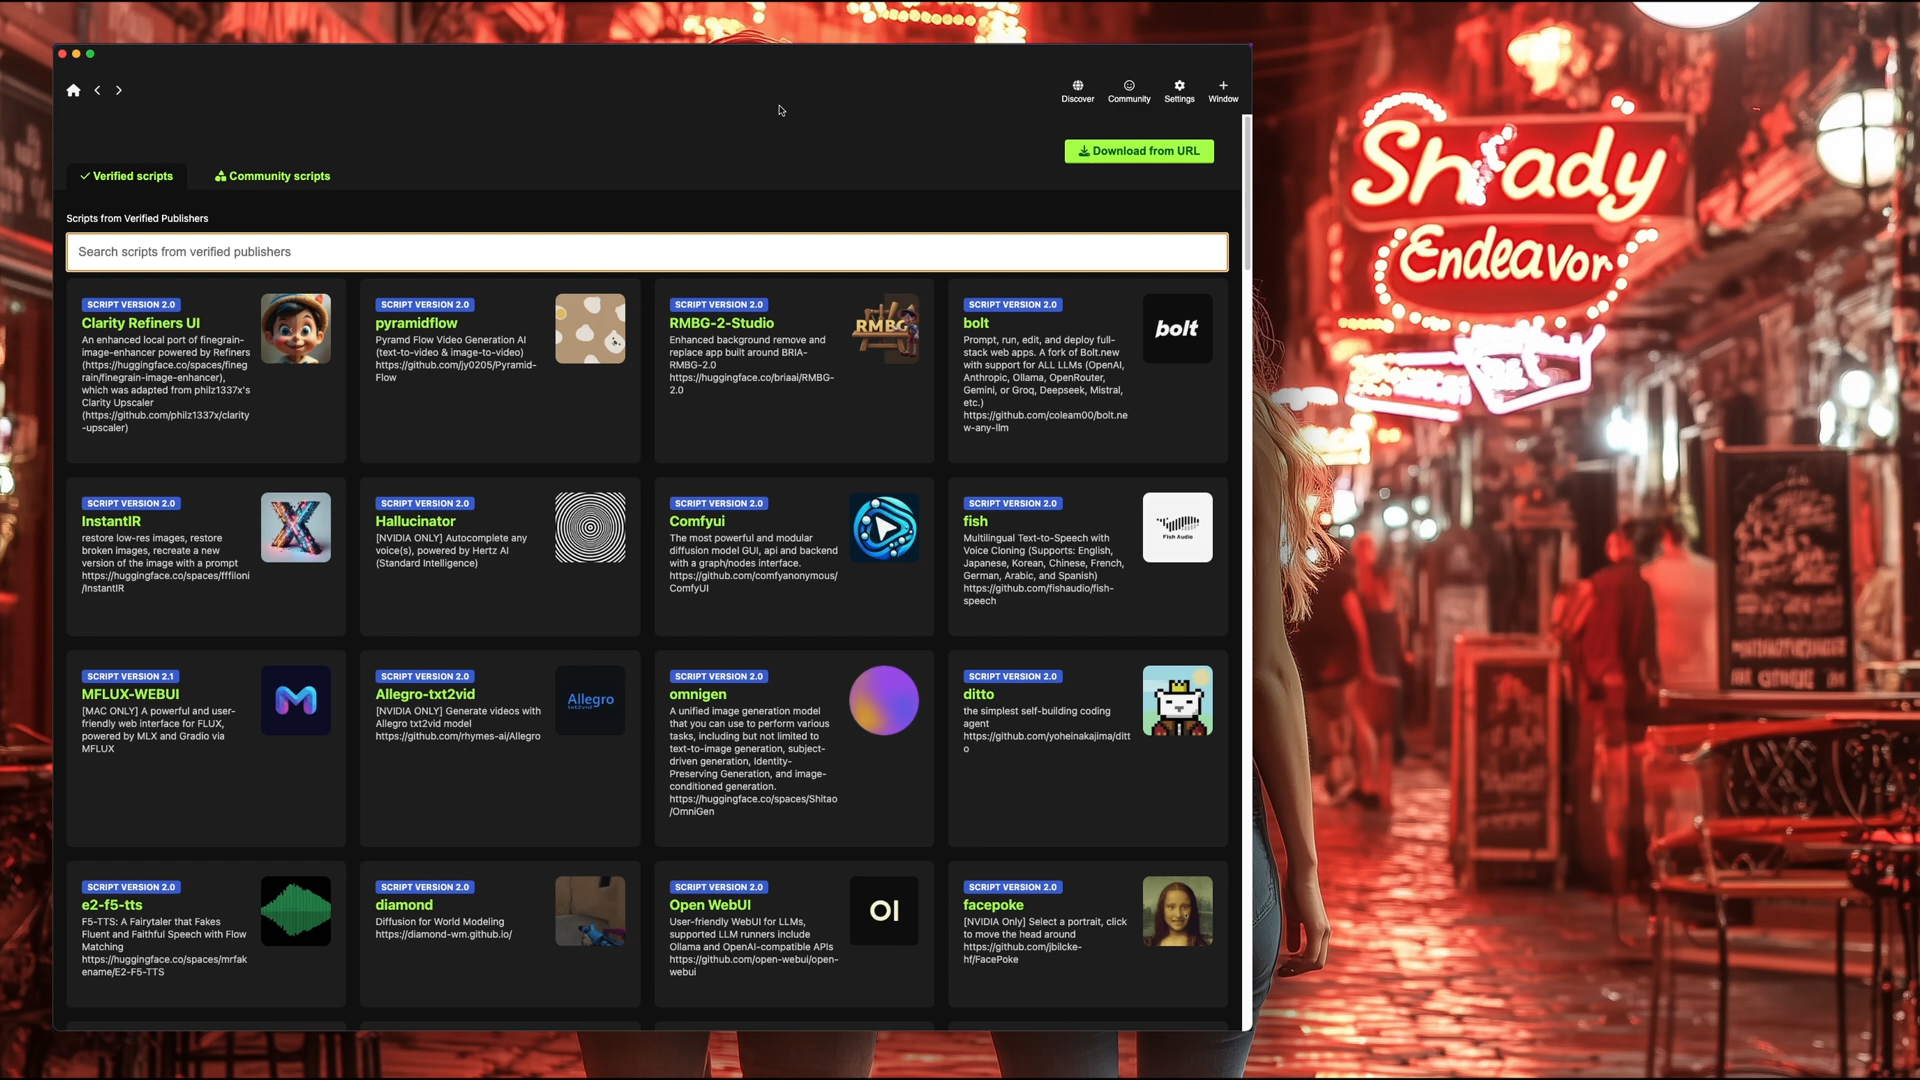 Discover
Community
Settings
Window
Download from URL
Verified scripts
Community scripts
Scripts from Verified Publishers
Search scripts from verified publishers
SCRIPT VERSION 2.0
Clarity Refiners UI
An enhanced local port of finegrain-
image-enhancer powered by Refiners
(https://huggingface.co/spaces/fineg
rain/finegrain-image-enhancer),
which was adapted from philz1337x's
Clarity Upscaler
(https://github.com/philz1337x/clarity
-upscaler)
SCRIPT VERSION 2.0
pyramidflow
Pyramd Flow Video Generation AI
(text-to-video & image-to-video)
https://github.com/jy0205/Pyramid-
Flow
SCRIPT VERSION 2.0
RMBG-2-Studio
Enhanced background remove and
replace app built around BRIA-
RMBG-2.0
https://huggingface.co/briaai/RMBG-
2.0
RMBG
SCRIPT VERSION 2.0
bolt
Prompt, run, edit, and deploy full-
stack web apps. A fork of Bolt.new
with support for ALL LLMs (OpenAI,
Anthropic, Ollama, OpenRouter,
Gemini, or Groq, Deepseek, Mistral,
etc.)
https://github.com/coleam00/bolt.ne
w-any-llm
bolt
SCRIPT VERSION 2.0
InstantIR
restore low-res images, restore
broken images, recreate a new
version of the image with a prompt
https://huggingface.co/spaces/fffiloni
/InstantIR
SCRIPT VERSION 2.0
Hallucinator
[NVIDIA ONLY] Autocomplete any
voice(s), powered by Hertz AI
(Standard Intelligence)
SCRIPT VERSION 2.0
Comfyui
The most powerful and modular
diffusion model GUI, api and backend
with a graph/nodes interface.
https://github.com/comfyanonymous/
ComfyUI
SCRIPT VERSION 2.0
fish
Multilingual Text-to-Speech with
Voice Cloning (Supports: English,
Japanese, Korean, Chinese, French,
German, Arabic, and Spanish)
https://github.com/fishaudio/fish-
speech
Fish Audio
SCRIPT VERSION 2.1
MFLUX-WEBUI
[MAC ONLY] A powerful and user-
friendly web interface for FLUX,
powered by MLX and Gradio via
MFLUX
SCRIPT VERSION 2.0
Allegro-txt2vid
[NVIDIA ONLY] Generate videos with
Allegro txt2vid model
https://github.com/rhymes-ai/Allegro
Allegro
txt2vid
SCRIPT VERSION 2.0
omnigen
A unified image generation model
that you can use to perform various
tasks, including but not limited to
text-to-image generation, subject-
driven generation, Identity-
Preserving Generation, and image-
conditioned generation.
https://huggingface.co/spaces/Shitao
/OmniGen
SCRIPT VERSION 2.0
ditto
the simplest self-building coding
agent
https://github.com/yoheinakajima/ditt
o
SCRIPT VERSION 2.0
e2-f5-tts
F5-TTS: A Fairytaler that Fakes
Fluent and Faithful Speech with Flow
Matching
https://huggingface.co/spaces/mrfak
ename/E2-F5-TTS
SCRIPT VERSION 2.0
diamond
Diffusion for World Modeling
https://diamond-wm.github.io/
SCRIPT VERSION 2.0
Open WebUI
User-friendly WebUI for LLMs,
supported LLM runners include
Ollama and OpenAI-compatible APIs
https://github.com/open-webui/open-
webui
OI
SCRIPT VERSION 2.0
facepoke
[NVIDIA Only] Select a portrait, click
to move the head around
https://github.com/jbilcke-
hf/FacePoke
Shady
Endeavor